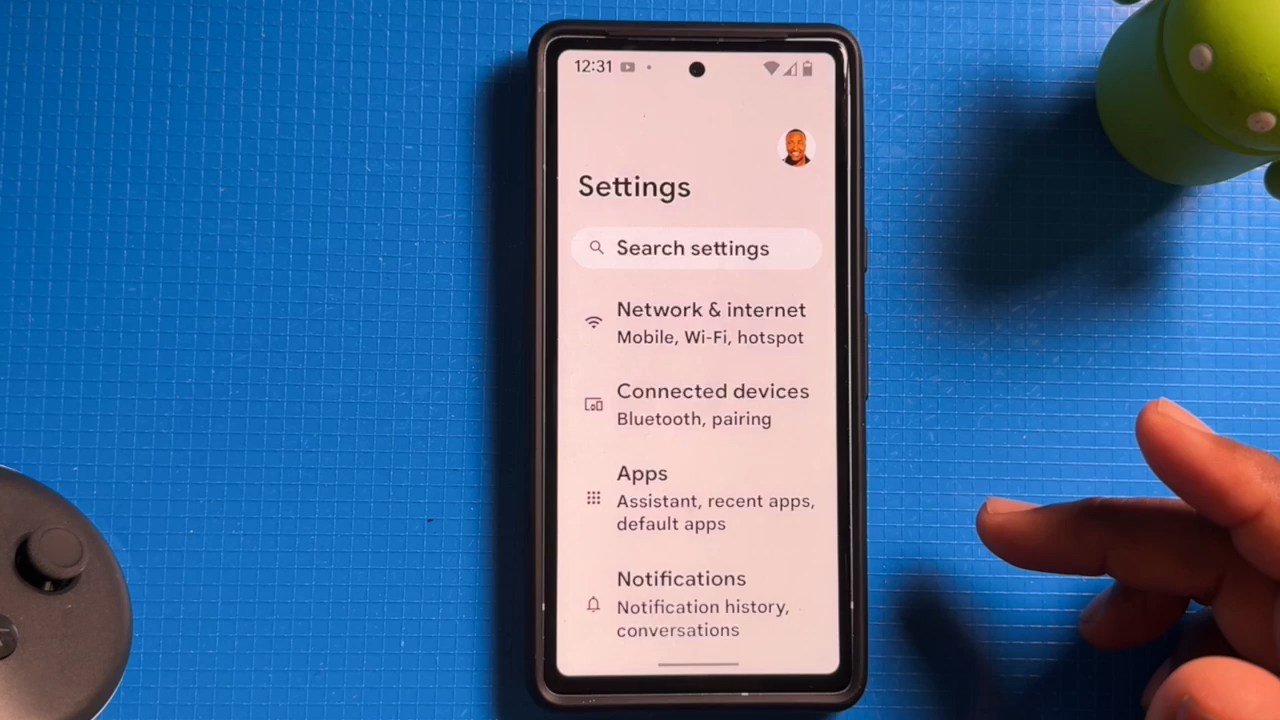 12:31
Settings
Search settings
Network & internet
Mobile, Wi-Fi, hotspot
Connected devices
Bluetooth, pairing
Apps
Assistant, recent apps,
default apps
Notifications
Notification history,
conversations